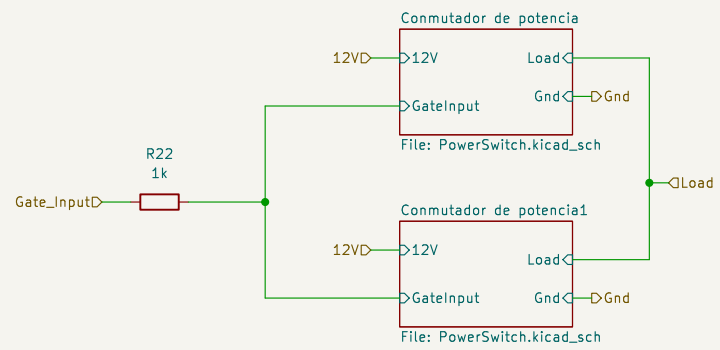 Conmutador de potencia
12V
12V
Load
Gnd
Gnd
GateInput
File: PowerSwitch.kicad_sch
R22
1k
Gate_Input
Load
Conmutador de potencia1
12V
12V
Load
GateInput
Gnd
Gnd
File: PowerSwitch.kicad_sch